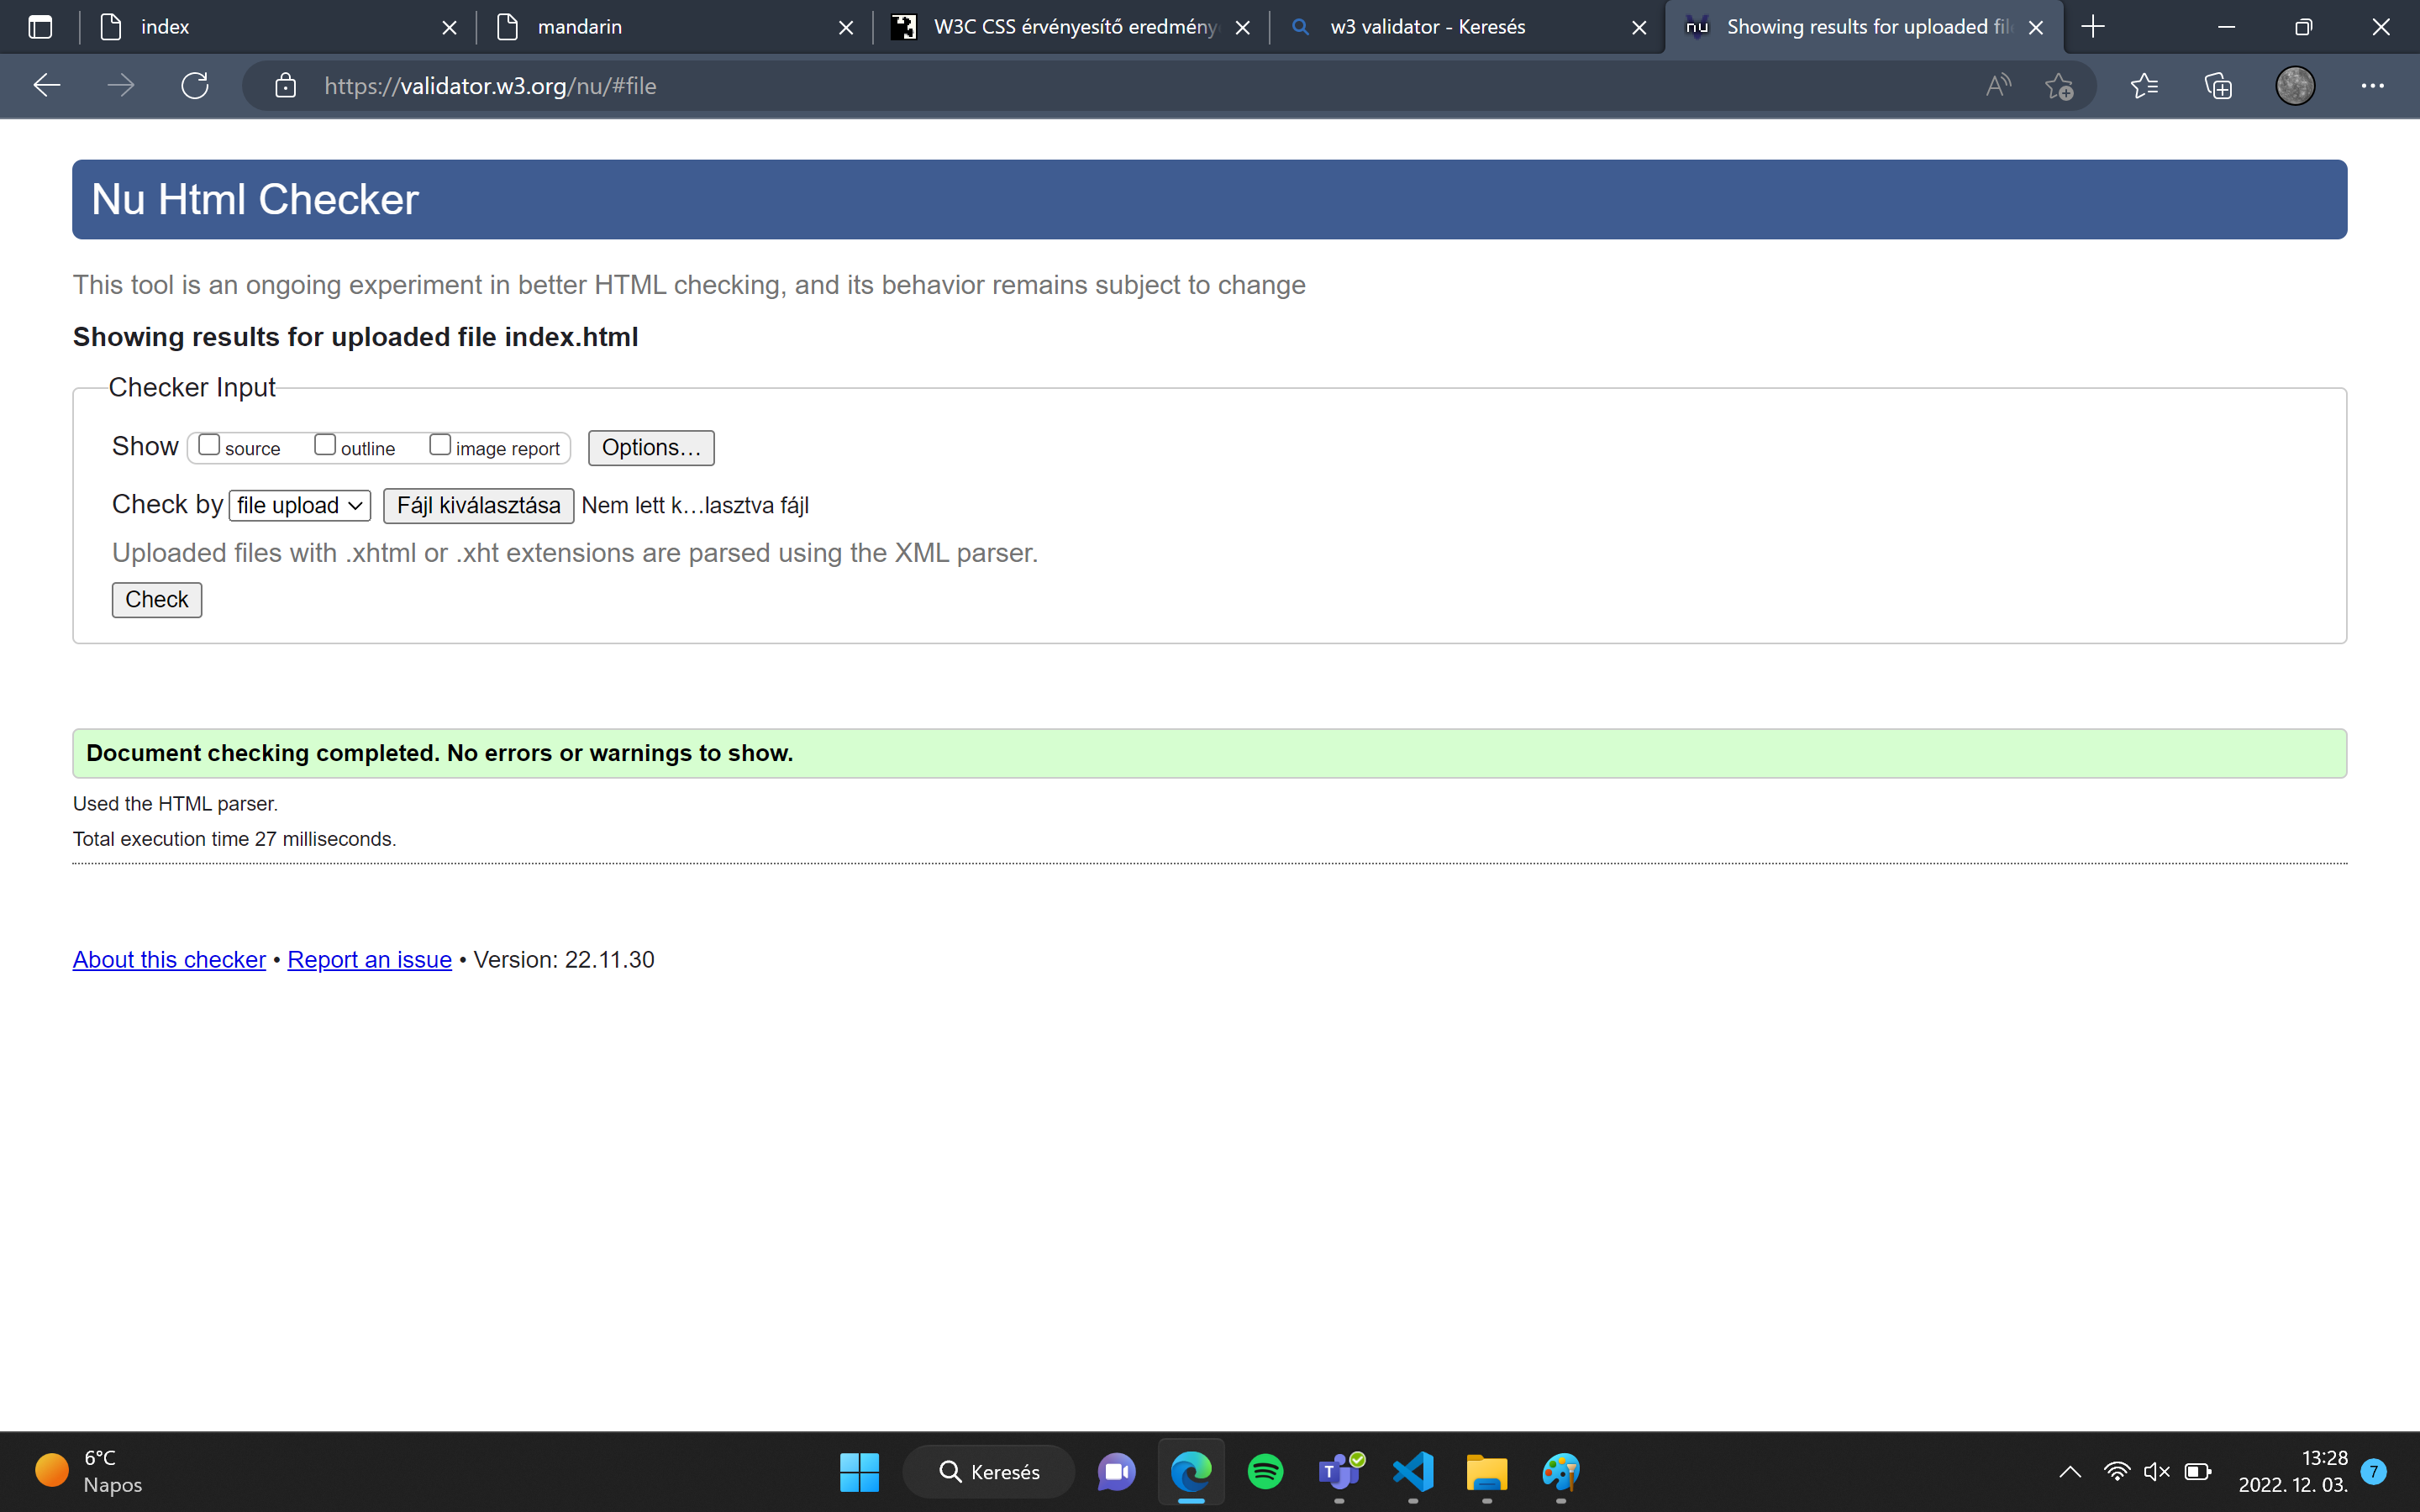 index
mandarin
W3C CSS érvényesítő eredmény
w3 validator - Keresés
nu
Showing results for uploaded fil
https://validator.w3.org/nu/#file
Nu Html Checker
This tool is an ongoing experiment in better HTML checking, and its behavior remains subject to change
Showing results for uploaded file index.html
Checker Input
Show source outline image report Options...
Check by file upload Fájl kiválasztása Nem lett k...lasztva fájl
Uploaded files with .xhtml or .xht extensions are parsed using the XML parser.
Check
Document checking completed. No errors or warnings to show.
Used the HTML parser.
Total execution time 27 milliseconds.
About this checker • Report an issue • Version: 22.11.30
6°C
Napos
Keresés
T
13:28
2022. 12. 03.
7